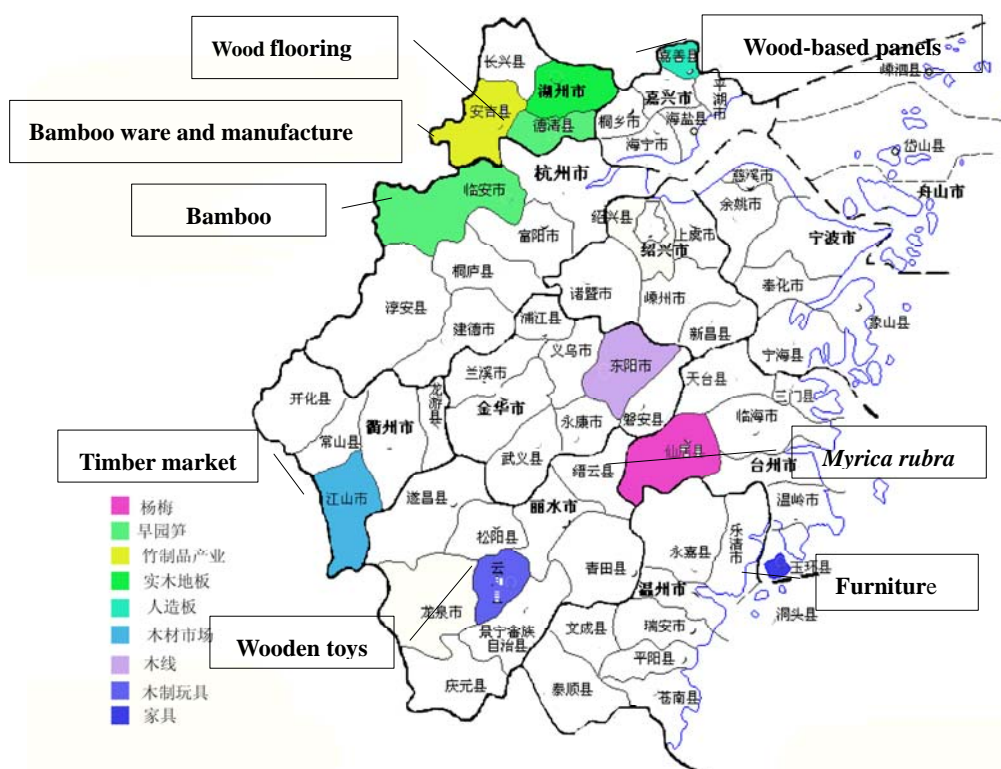 Wood flooring
Wood-based panels
Bamboo ware and manufacture
Bamboo
Timber market
Myrica rubra
Furniture
Wooden toys
长兴县
湖州市
安吉县
德清县
嘉善县
嘉兴市
平湖市
桐乡市
海盐县
海宁市
嵊泗县
岱山县
舟山市
杭州市
临安市
富阳市
桐庐县
淳安县
建德市
慈溪市
余姚市
宁波市
绍兴县
绍兴市
上虞市
诸暨市
嵊州市
新昌县
奉化市
象山县
宁海县
浦江县
义乌市
东阳市
兰溪市
金华市
永康市
磐安县
武义县
开化县
常山县
衢州市
龙游县
江山市
天台县
三门县
临海市
仙居县
台州市
温岭市
玉环县
遂昌县
缙云县
丽水市
松阳县
云
青田县
龙泉市
景宁畲族
自治县
庆元县
永嘉县
乐清市
温州市
洞头县
文成县
瑞安市
平阳县
泰顺县
苍南县
杨梅
早园笋
竹制品产业
实木地板
人造板
木材市场
木线
木制玩具
家具